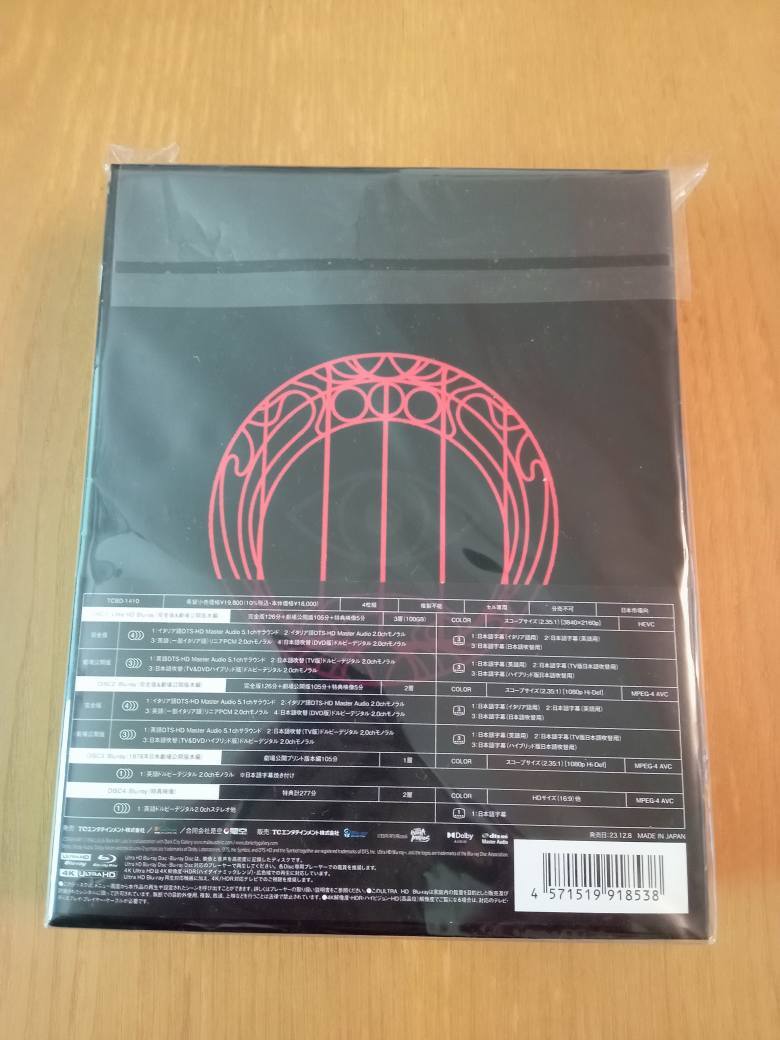 TCBD-1410 希望小売価格¥19,800(10%税込・本体価格¥18,000) 4枚組 複製不能 セル専用 分売不可 日本市場向
DISC1 Ultra HD Blu-ray(完全版&劇場公開版本編) 完全版126分+劇場公開版105分+特典映像5分 3層(100GB) COLOR スコープサイズ(2.35:1)[3840×2160p] HEVC
完全版 4 1:イタリア語DTS-HD Master Audio 5.1chサラウンド 2:イタリア語DTS-HD Master Audio 2.0chモノラル
3:英語(一部イタリア語)リニアPCM 2.0chモノラル 4:日本語吹替(DVD版)ドルビーデジタル 2.0chモノラル
3 1:日本語字幕(イタリア語用) 2:日本語字幕(英語用)
3:日本語字幕(日本語吹替用)
劇場公開版 3 1:英語DTS-HD Master Audio 5.1chサラウンド 2:日本語吹替(TV版)ドルビーデジタル 2.0chモノラル
3:日本語吹替(TV&DVDハイブリッド版)ドルビーデジタル 2.0chモノラル
3 1:日本語字幕(英語用) 2:日本語字幕(TV版日本語吹替用)
3:日本語字幕(ハイブリッド版日本語吹替用)
DISC2 Blu-ray(完全版&劇場公開版本編) 完全版126分+劇場公開版105分+特典映像5分 2層 COLOR スコープサイズ(2.35:1)[1080p Hi-Def] MPEG-4 AVC
完全版 4 1:イタリア語DTS-HD Master Audio 5.1chサラウンド 2:イタリア語DTS-HD Master Audio 2.0chモノラル
3:英語(一部イタリア語)リニアPCM 2.0chモノラル 4:日本語吹替(DVD版)ドルビーデジタル 2.0chモノラル
3 1:日本語字幕(イタリア語用) 2:日本語字幕(英語用)
3:日本語字幕(日本語吹替用)
劇場公開版 3 1:英語DTS-HD Master Audio 5.1chサラウンド 2:日本語吹替(TV版)ドルビーデジタル 2.0chモノラル
3:日本語吹替(TV&DVDハイブリッド版)ドルビーデジタル 2.0chモノラル
3 1:日本語字幕(英語用) 2:日本語字幕(TV版日本語吹替用)
3:日本語字幕(ハイブリッド版日本語吹替用)
DISC3 Blu-ray(1978年日本劇場公開版本編) 劇場公開プリント版本編105分 1層 COLOR スコープサイズ(2.35:1)[1080p Hi-Def] MPEG-4 AVC
1 1:英語ドルビーデジタル 2.0chモノラル ※日本語字幕焼き付け
DISC4 Blu-ray(特典映像) 特典計277分 2層 COLOR HDサイズ(16:9)他 MPEG-4 AVC
1 1:英語ドルビーデジタル2.0chステレオ他 1:日本語字幕
発売 TCエンタテインメント株式会社 / 合同会社是空 販売 TCエンタテインメント株式会社 Dolby AUDIO dts-HD Master Audio 発売日:23.12.8 MADE IN JAPAN
ULTRA HD Blu-ray
4K ULTRA HD
4 571519 918538